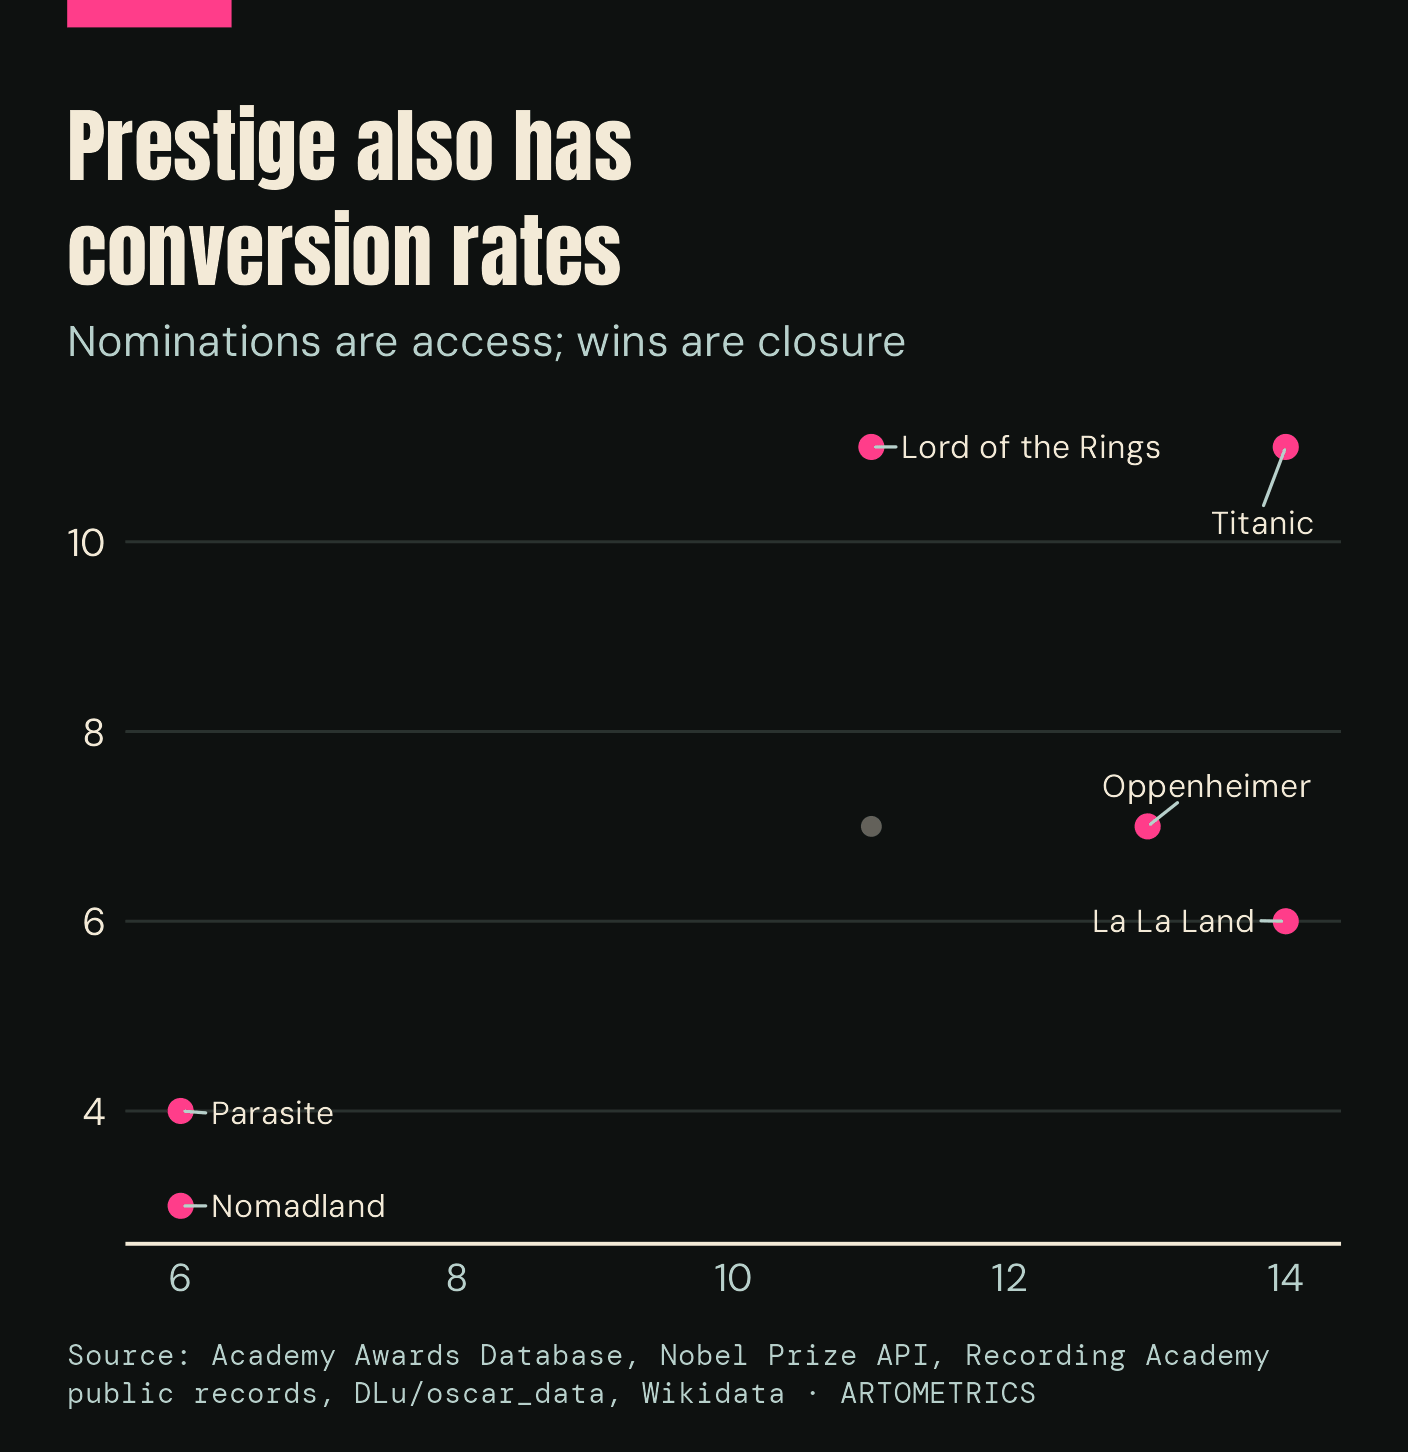 Prestige also has
conversion rates
Nominations are access; wins are closure
Lord of the Rings
Titanic
10
8
Oppenheimer
6
La La Land
4
Parasite
Nomadland
6 8 10 12 14
Source: Academy Awards Database, Nobel Prize API, Recording Academy
public records, DLu/oscar_data, Wikidata · ARTOMETRICS